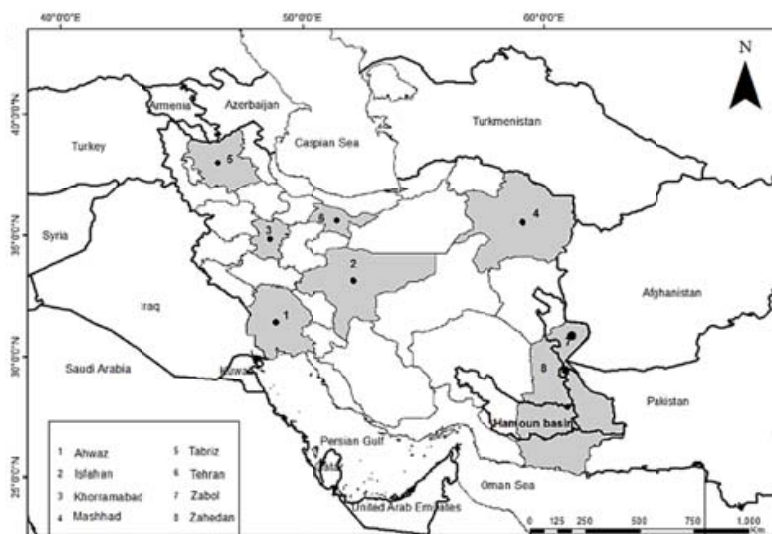 40°0'0"E 50°0'0"E 60°0'0"E
N
40°0'0"N
35°0'0"N
30°0'0"N
25°0'0"N
Armenia
Azerbaijan
Turkey
Caspian Sea
Turkmenistan
5
6
4
3
Syria
2
Afghanistan
Iraq
1
7
Saudi Arabia
8
Pakistan
Hamoun basin
Persian Gulf
Oman Sea
United Arab Emirates
1 Ahwaz
2 Isfahan
3 Khorramabad
4 Mashhad
5 Tabriz
6 Tehran
7 Zabol
8 Zahedan
0 125 250 500 750 1,000
Km